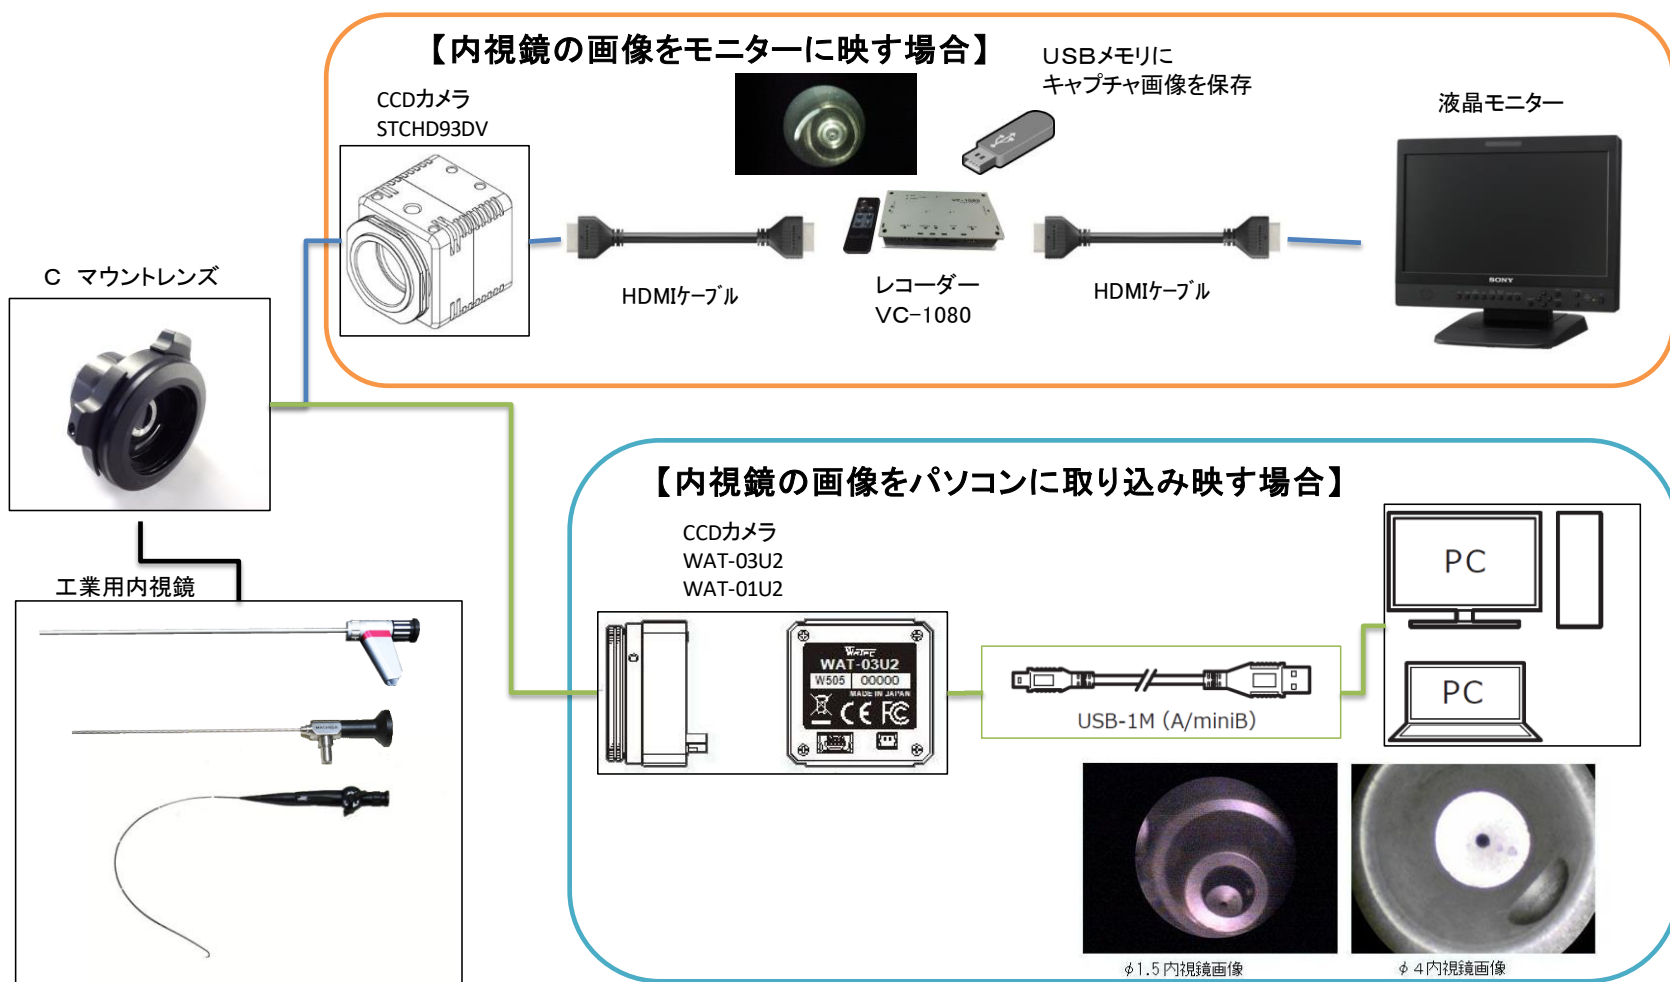 【内視鏡の画像をモニターに映す場合】
CCDカメラ
STCHD93DV
USBメモリに
キャプチャ画像を保存
液晶モニター
VC-1080
SONY
HDMIケーブル
レコーダー
VC-1080
HDMIケーブル
C マウントレンズ
工業用内視鏡
【内視鏡の画像をパソコンに取り込み映す場合】
CCDカメラ
WAT-03U2
WAT-01U2
WATEC
WAT-03U2
W505 00000
MADE IN JAPAN
CE FC
USB-1M (A/miniB)
PC
PC
φ1.5内視鏡画像
φ4内視鏡画像